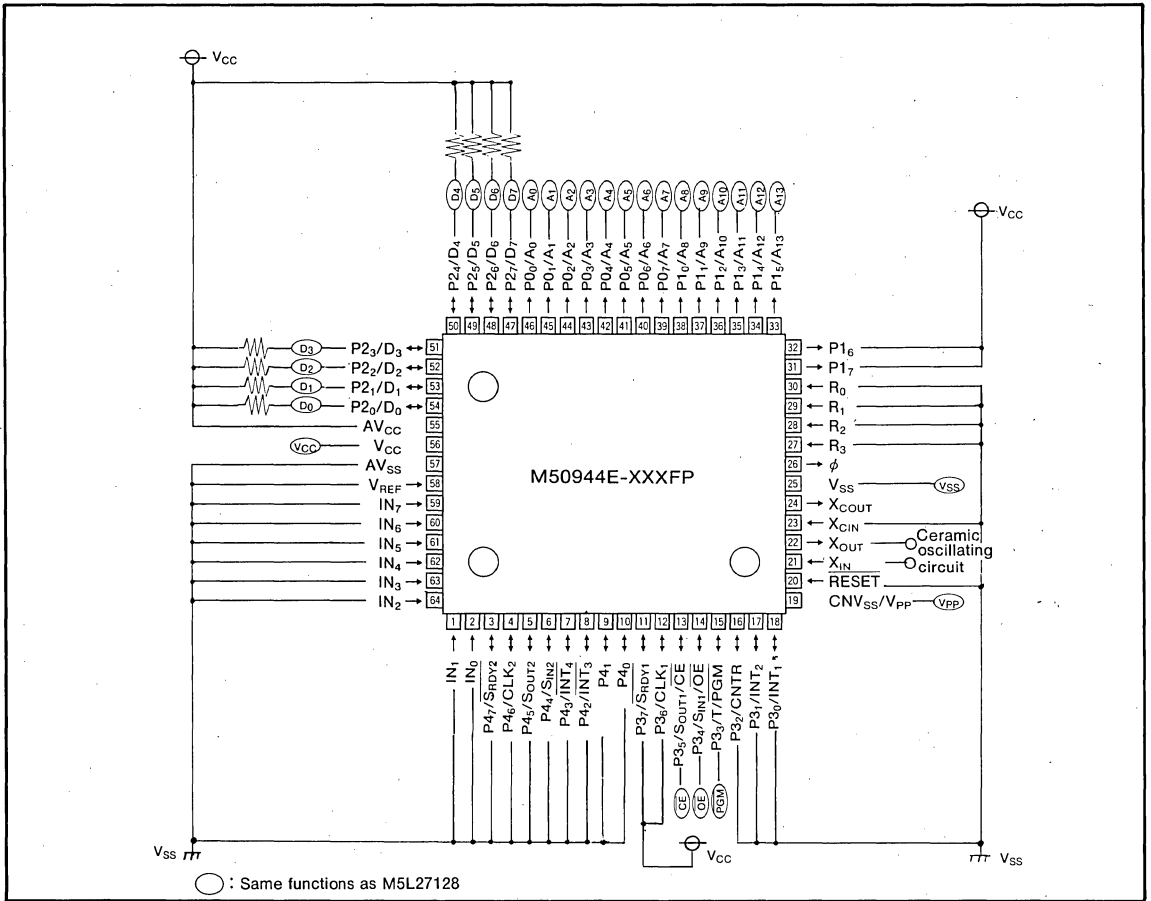 VCC
D4 D5 D6 D7 A0 A1 A2 A3 A4 A5 A6 A7 A8 A9 A10 A11 A12 A13
VCC
P24/D4 P25/D5 P26/D6 P27/D7 P00/A0 P01/A1 P02/A2 P03/A3 P04/A4 P05/A5 P06/A6 P07/A7 P10/A8 P11/A9 P12/A10 P13/A11 P14/A12 P15/A13
50 49 48 47 46 45 44 43 42 41 40 39 38 37 36 35 34 33
D3 P23/D3 51
D2 P22/D2 52
D1 P21/D1 53
D0 P20/D0 54
AVCC 55
VCC VCC 56
AVSS 57
VREF 58
IN7 59
IN6 60
IN5 61
IN4 62
IN3 63
IN2 64
M50944E-XXXFP
32 P16
31 P17
30 R0
29 R1
28 R2
27 R3
26 φ
25 VSS VSS
24 XCOUT
23 XCIN
22 XOUT
21 XIN
Ceramic
oscillating
circuit
20 RESET
19 CNVSS/VPP VPP
1 2 3 4 5 6 7 8 9 10 11 12 13 14 15 16 17 18
IN1 IN0 P47/SRDY2 P46/CLK2 P45/SOUT2 P44/SIN2 P43/INT4 P42/INT3 P41 P40 P37/SRDY1 P36/CLK1 P35/SOUT1/CE P34/SIN1/OE P33/T/PGM P32/CNTR P31/INT2 P30/INT1
CE OE PGM
VSS
VCC
VSS
: Same functions as M5L27128